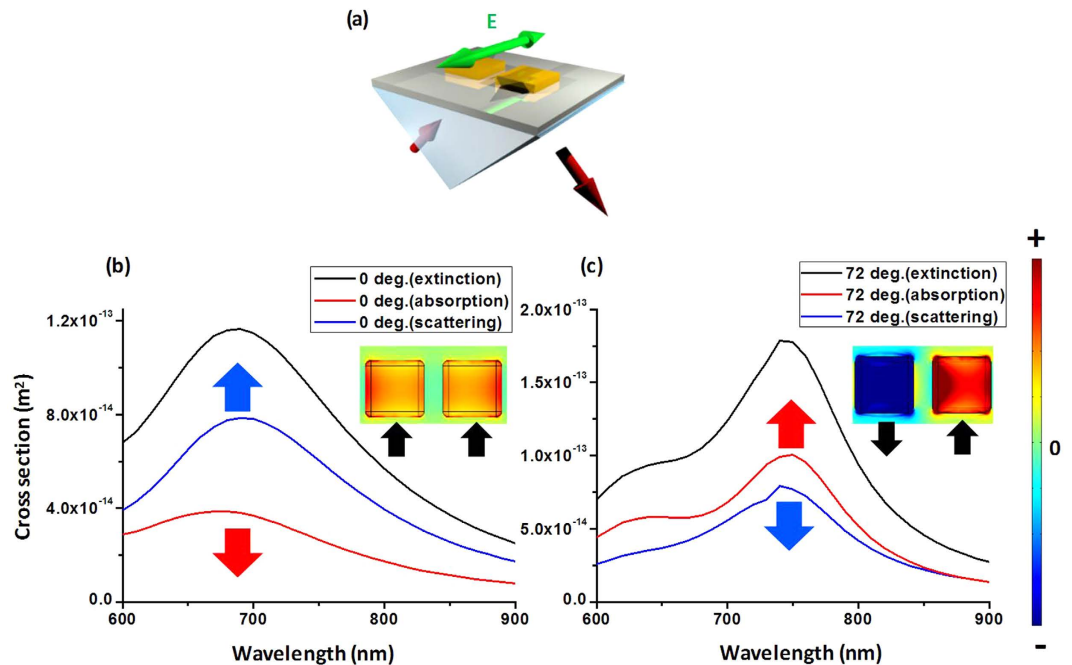 (a)
E
(b)
0 deg.(extinction)
0 deg.(absorption)
0 deg.(scattering)
1.2x10⁻¹³
8.0x10⁻¹⁴
4.0x10⁻¹⁴
0.0
600
700
800
900
Cross section (m²)
Wavelength (nm)
(c)
72 deg.(extinction)
72 deg.(absorption)
72 deg.(scattering)
2.0x10⁻¹³
1.5x10⁻¹³
1.0x10⁻¹³
5.0x10⁻¹⁴
0.0
600
700
800
900
Wavelength (nm)
+
0
-